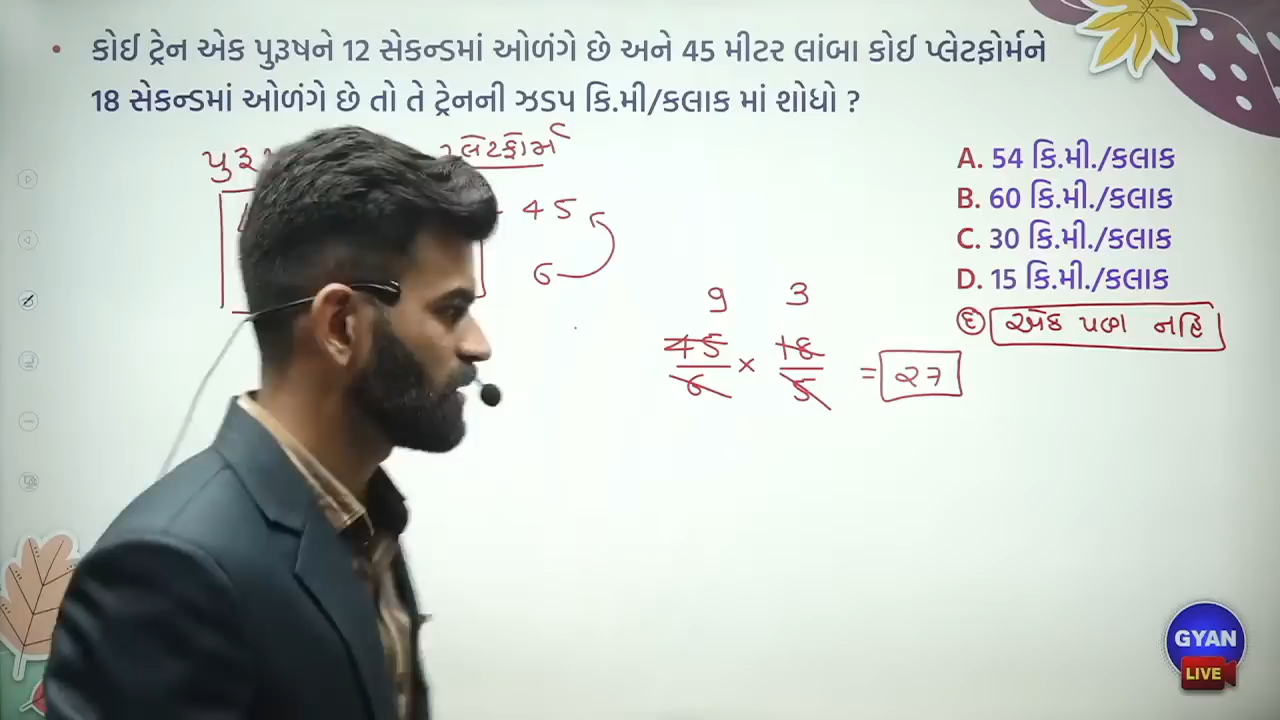 • કોઈ ટ્રેન એક પુરૂષને 12 સેકન્ડમાં ઓળંગે છે અને 45 મીટર લાંબા કોઈ પ્લેટફોર્મને
18 સેકન્ડમાં ઓળંગે છે તો તે ટ્રેનની ઝડપ કિ.મી/કલાક માં શોધો ?
A. 54 કિ.મી./કલાક
B. 60 કિ.મી./કલાક
C. 30 કિ.મી./કલાક
D. 15 કિ.મી./કલાક
E એક પણ નહિ
45
6
9 3
45/6 × 18/5 = 27
GYAN
LIVE